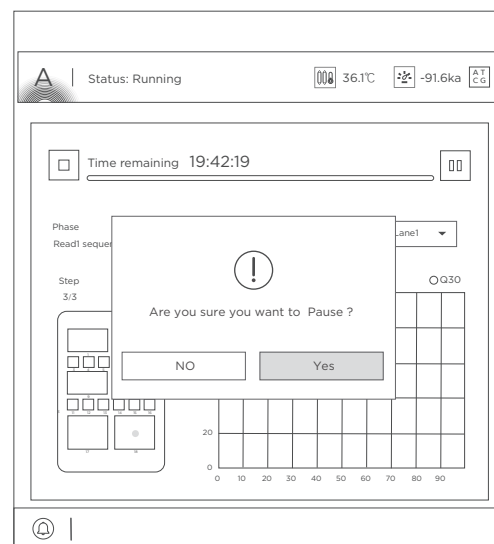 A
Status: Running
36.1℃
-91.6ka
A T
C G
Time remaining 19:42:19
Phase
Read1 sequen
Lane1
Step
3/3
Q30
!
Are you sure you want to Pause ?
NO
Yes
20
0
0 10 20 30 40 50 60 70 80 90